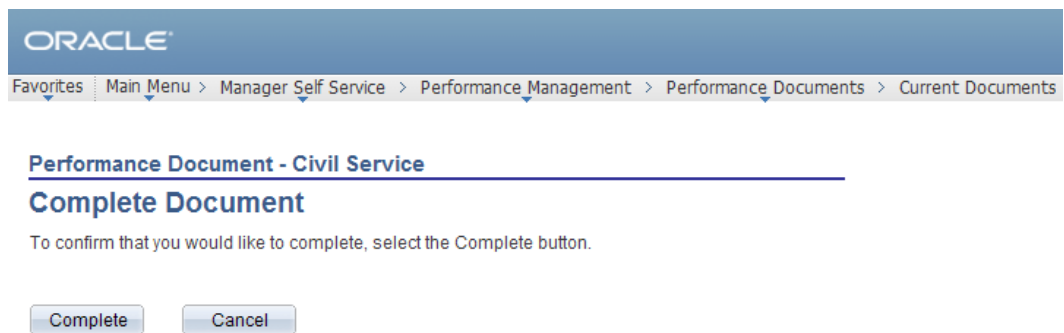 ORACLE
Favorites Main Menu > Manager Self Service > Performance Management > Performance Documents > Current Documents
Performance Document - Civil Service
Complete Document
To confirm that you would like to complete, select the Complete button.
Complete Cancel